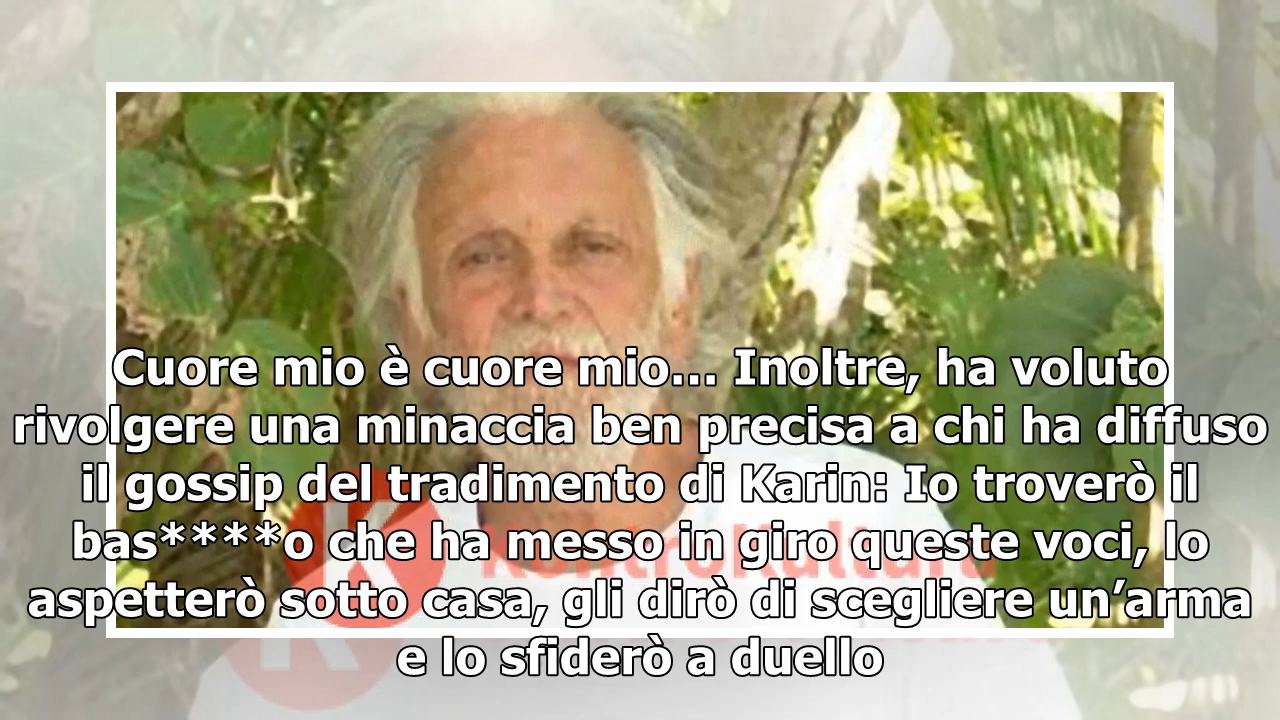 Cuore mio è cuore mio... Inoltre, ha voluto
rivolgere una minaccia ben precisa a chi ha diffuso
il gossip del tradimento di Karin: Io troverò il
bas****o che ha messo in giro queste voci, lo
aspetterò sotto casa, gli dirò di scegliere un’arma
e lo sfiderò a duello
KontroKultura